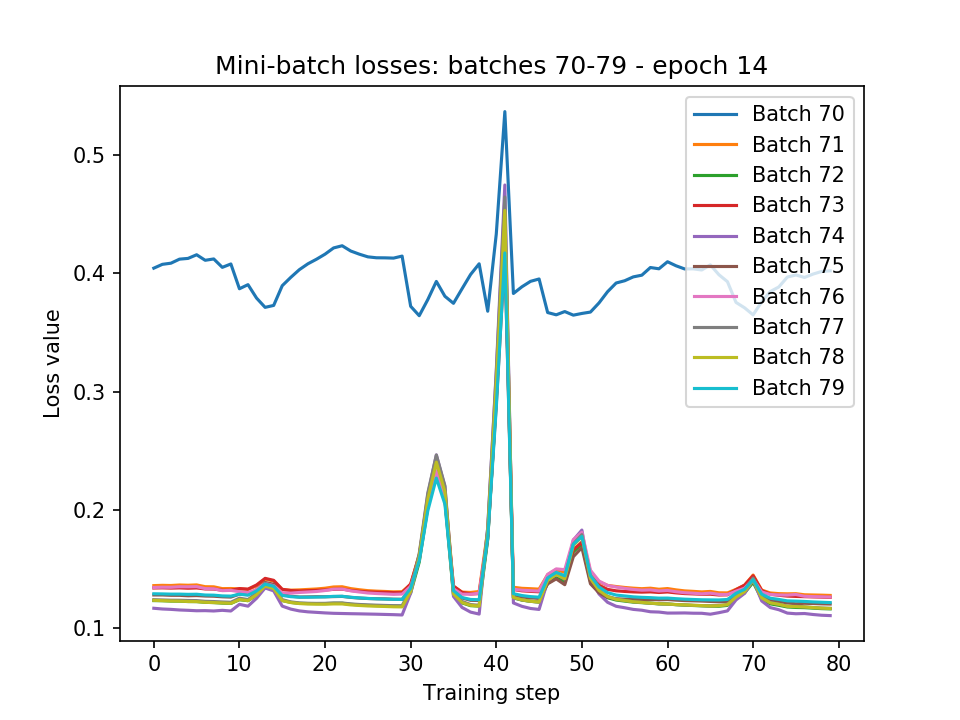 Mini-batch losses: batches 70-79 - epoch 14
Loss value
0.5
0.4
0.3
0.2
0.1
0
10
20
30
40
50
60
70
80
Training step
Batch 70
Batch 71
Batch 72
Batch 73
Batch 74
Batch 75
Batch 76
Batch 77
Batch 78
Batch 79